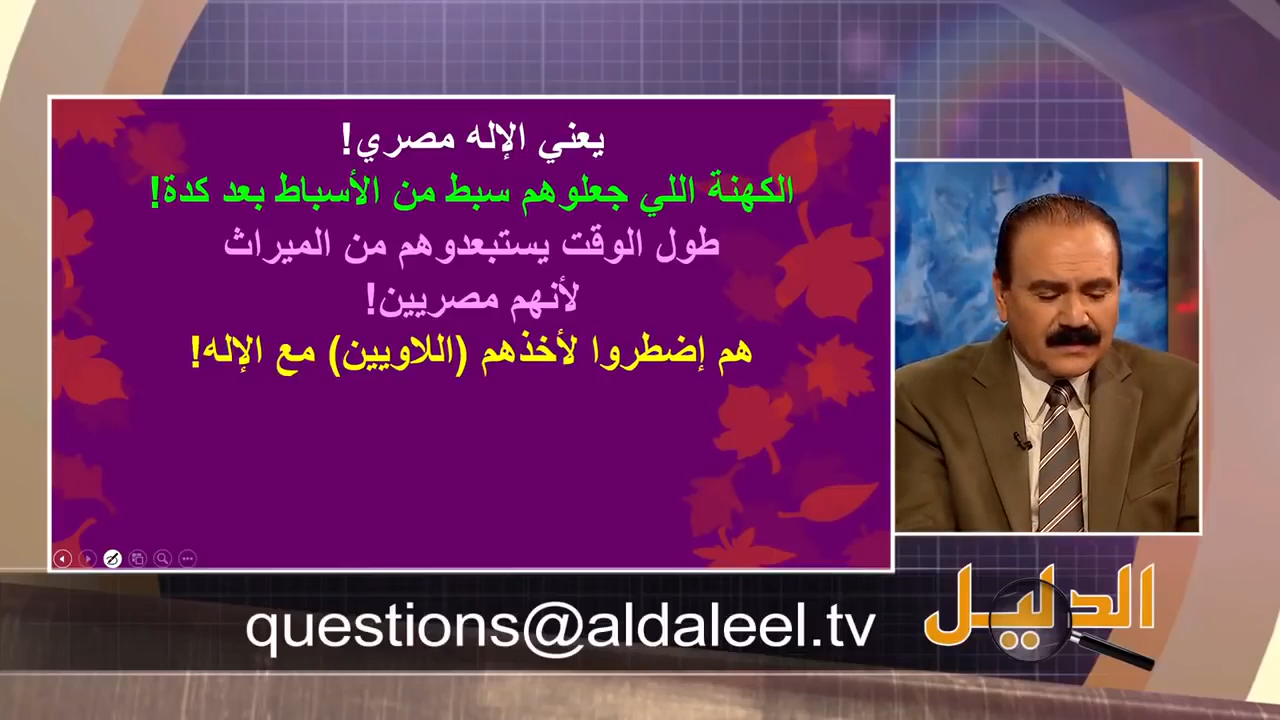 يعني الإله مصري!
الكهنة اللي جعلوهم سبط من الأسباط بعد كدة!
طول الوقت يستبعدوهم من الميراث
لأنهم مصريين!
هم إضطروا لأخذهم (اللاويين) مع الإله!
الدليل
questions@aldaleel.tv